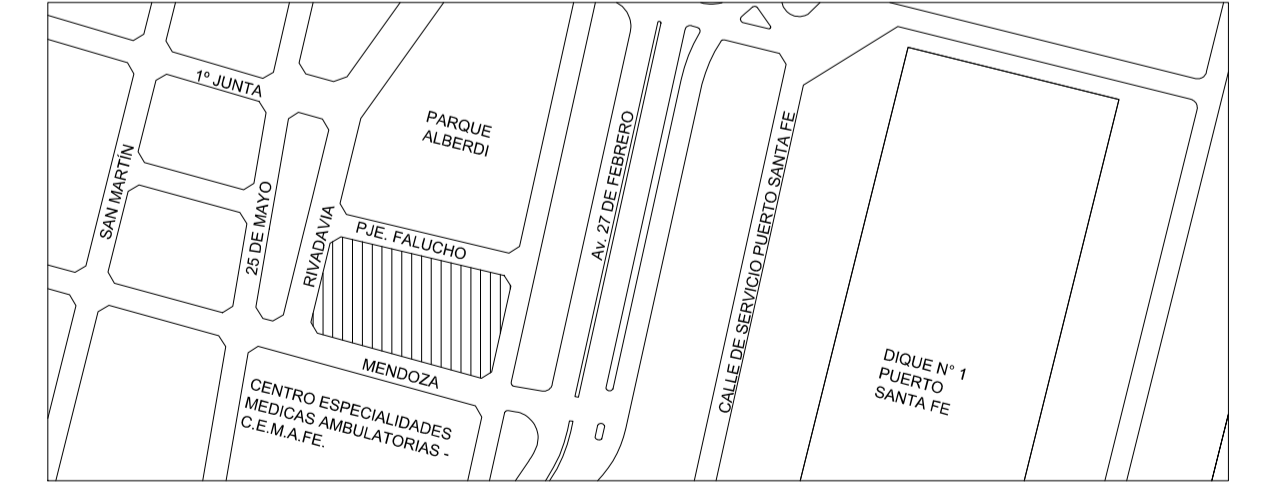 1º JUNTA
PARQUE
ALBERDI
SAN MARTÍN
25 DE MAYO
RIVADAVIA
PJE. FALUCHO
Av. 27 DE FEBRERO
CALLE DE SERVICIO PUERTO SANTA FE
MENDOZA
CENTRO ESPECIALIDADES
MEDICAS AMBULATORIAS -
C.E.M.A.FE.
DIQUE N° 1
PUERTO
SANTA FE